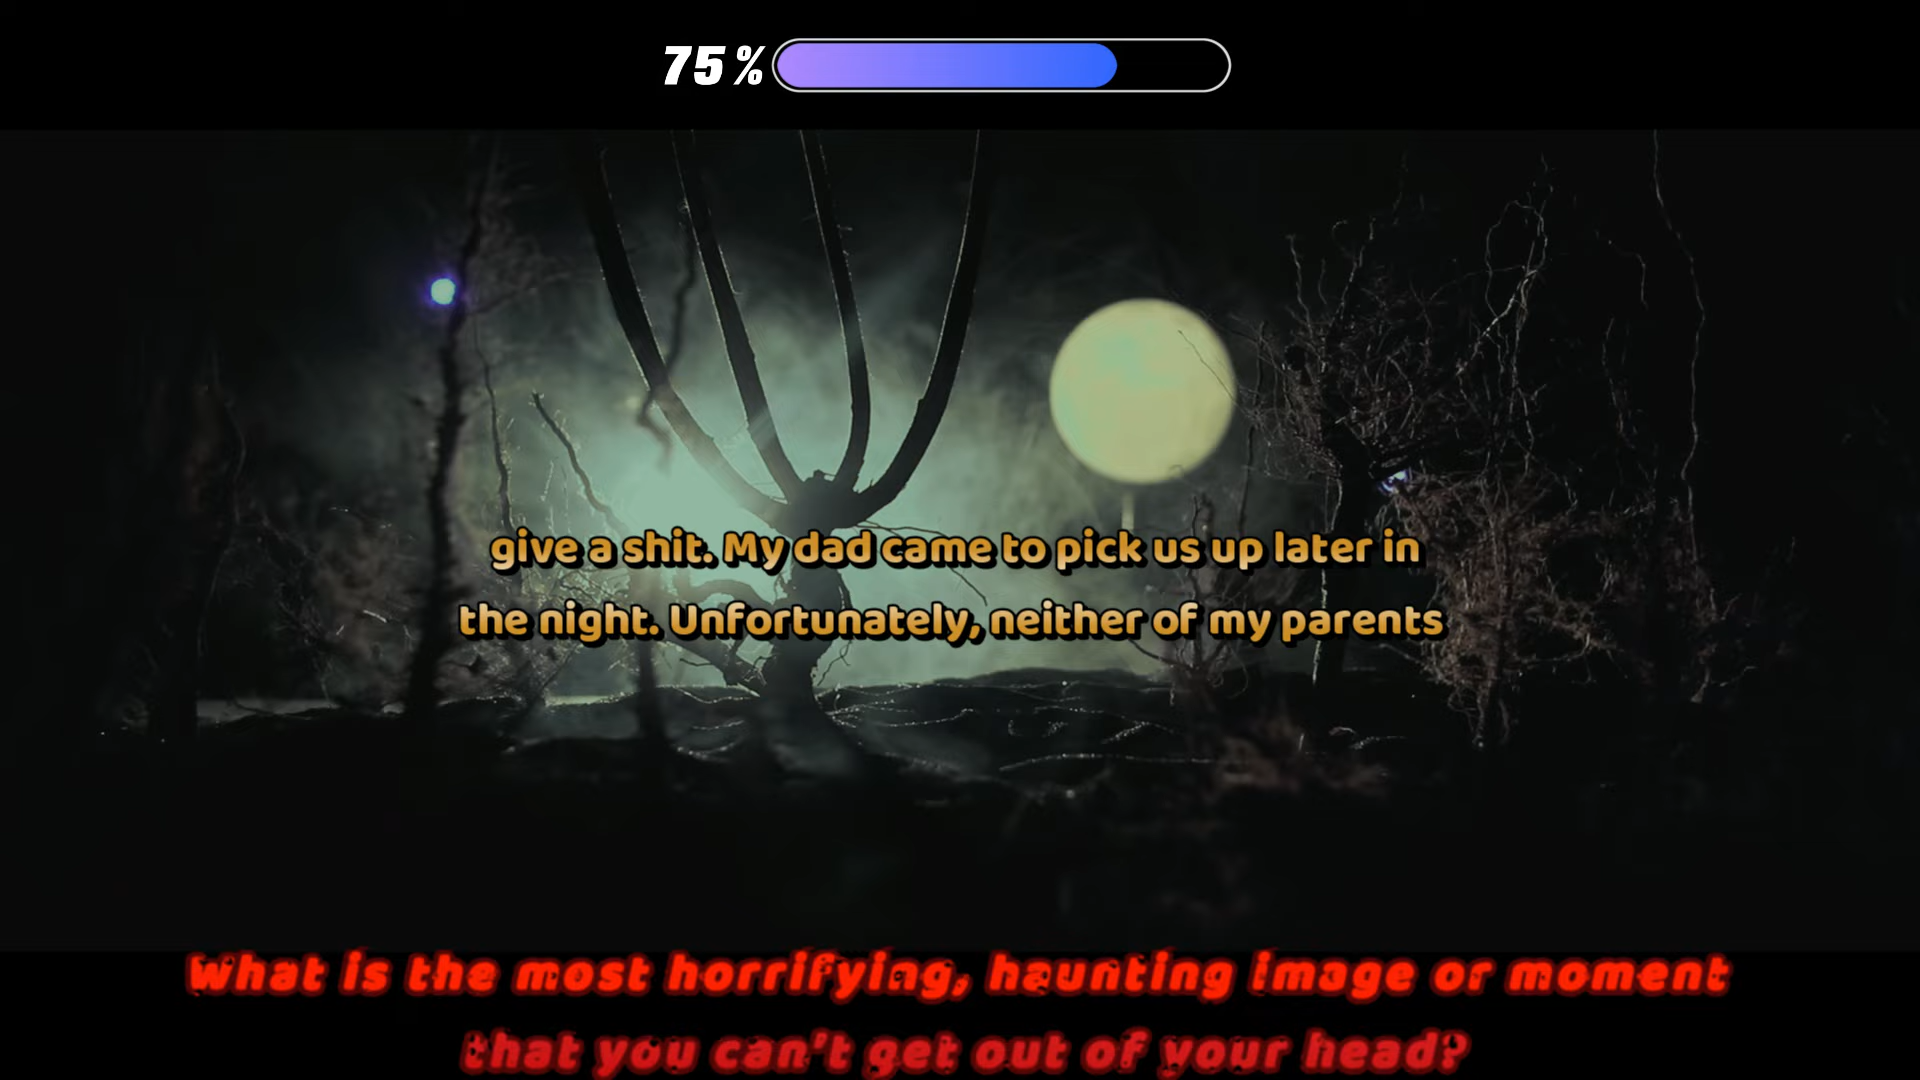 75%
give a shit. My dad came to pick us up later in
the night. Unfortunately, neither of my parents
What is the most horrifying, haunting image or moment
that you can't get out of your head?